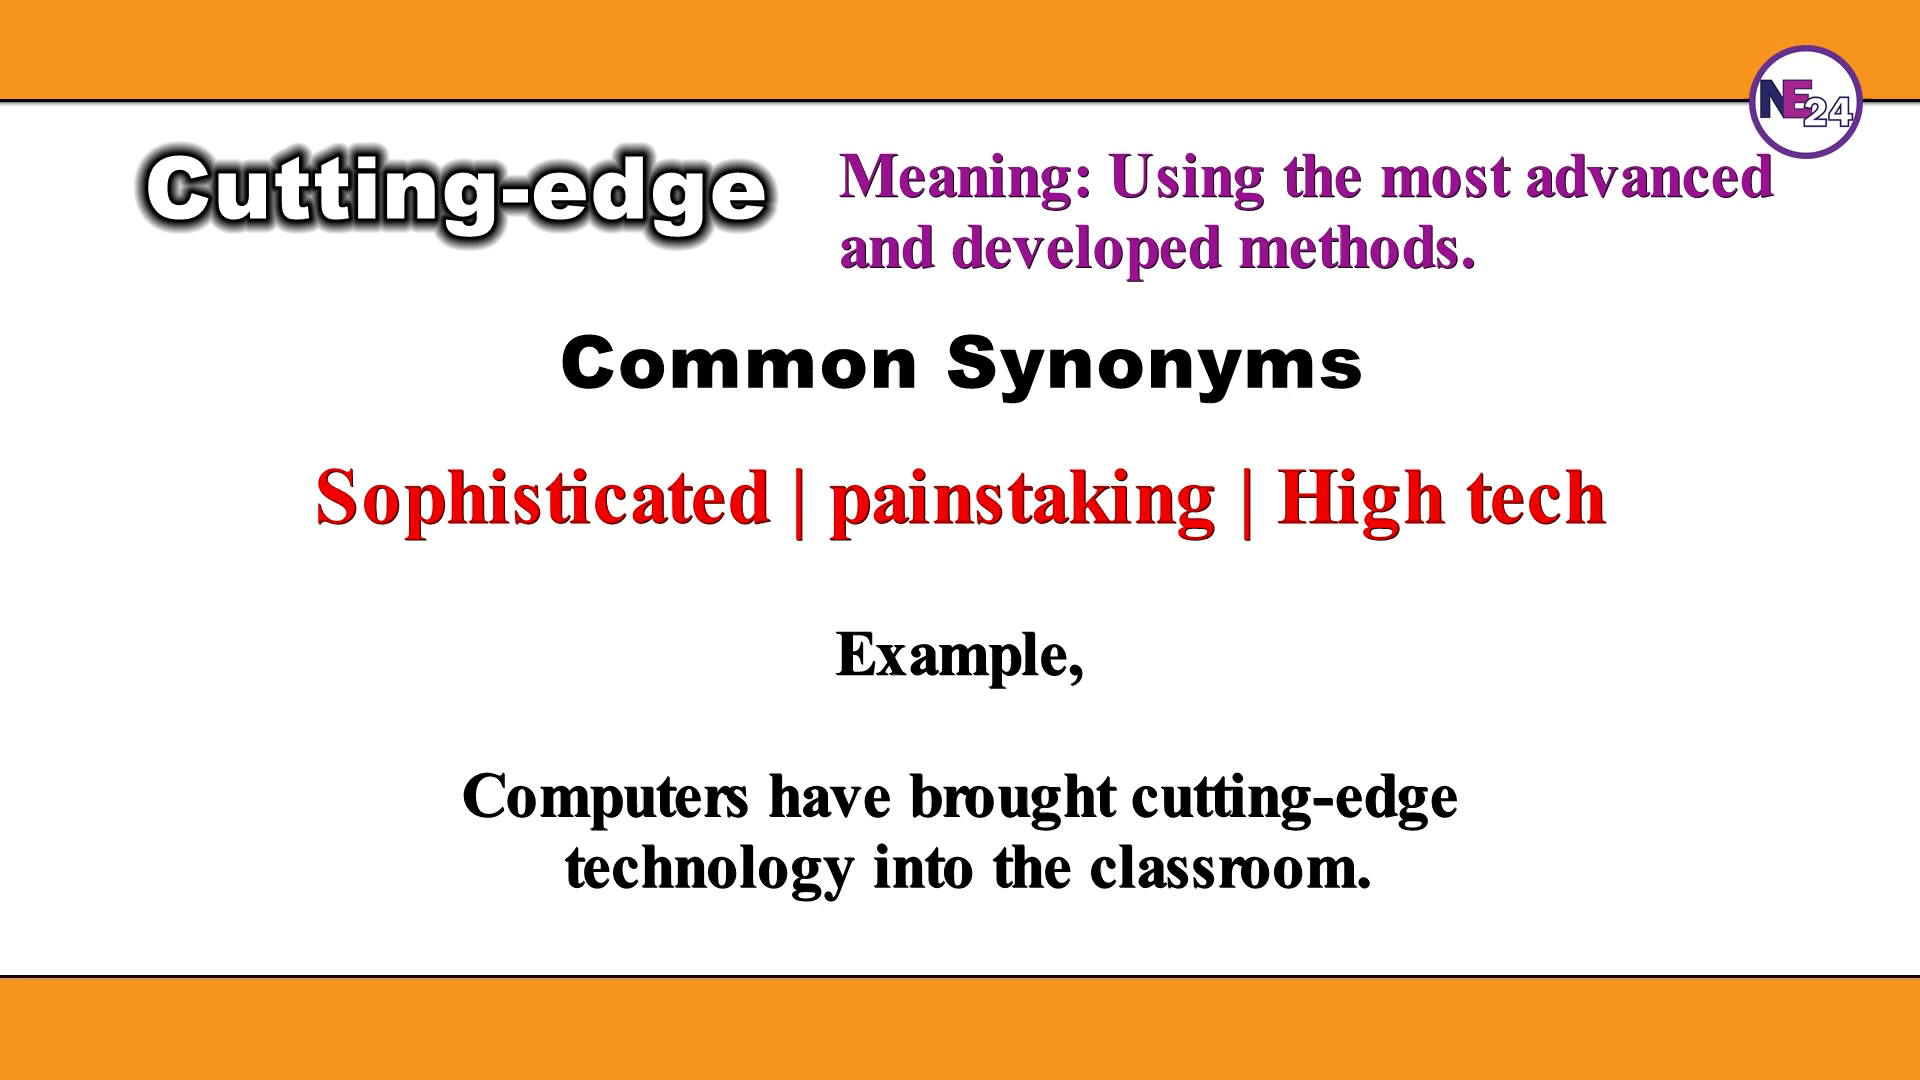 NE24
Cutting-edge
Meaning: Using the most advanced
and developed methods.
Common Synonyms
Sophisticated | painstaking | High tech
Example,
Computers have brought cutting-edge
technology into the classroom.